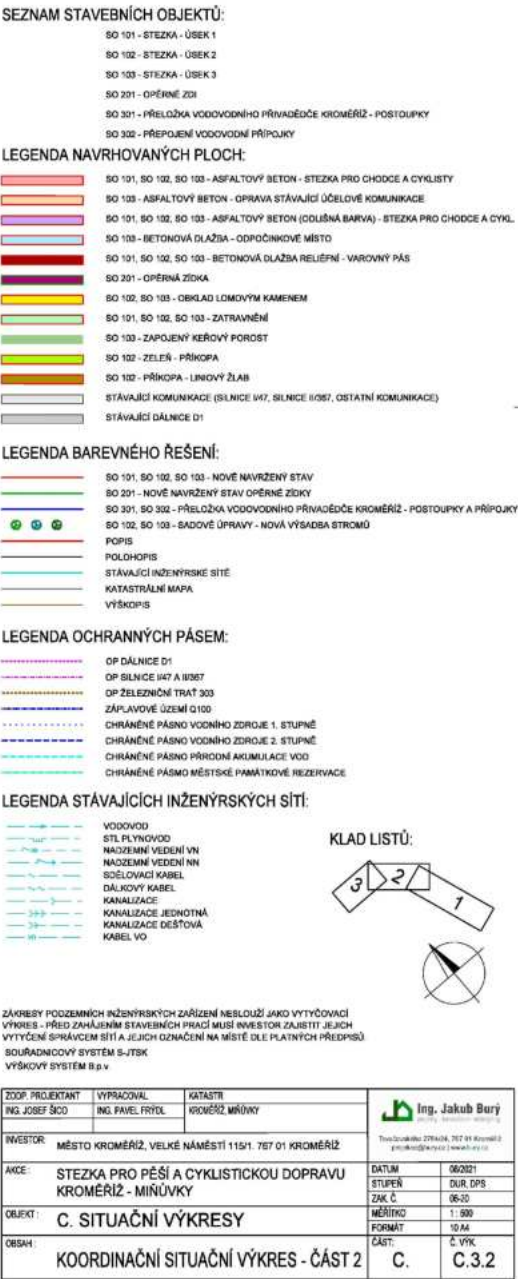 SEZNAM STAVEBNÍCH OBJEKTŮ:
SO 101 - STEZKA - ÚSEK 1
SO 102 - STEZKA - ÚSEK 2
SO 103 - STEZKA - ÚSEK 3
SO 201 - OPĚRNÉ ZDI
SO 301 - PŘELOŽKA VODOVODNÍHO PŘIVADĚČE KROMĚŘÍŽ - POSTOUPKY
SO 302 - PŘEPOJENÍ VODOVODNÍ PŘÍPOJKY
LEGENDA NAVRHOVANÝCH PLOCH:
SO 101, SO 102, SO 103 - ASFALTOVÝ BETON - STEZKA PRO CHODCE A CYKLISTY
SO 103 - ASFALTOVÝ BETON - OPRAVA STÁVAJÍCÍ ÚČELOVÉ KOMUNIKACE
SO 101, SO 102, SO 103 - ASFALTOVÝ BETON (ODLIŠNÁ BARVA) - STEZKA PRO CHODCE A CYKL.
SO 103 - BETONOVÁ DLAŽBA - ODPOČINKOVÉ MÍSTO
SO 101, SO 102, SO 103 - BETONOVÁ DLAŽBA RELIÉFNÍ - VAROVNÝ PÁS
SO 201 - OPĚRNÁ ZÍDKA
SO 102, SO 103 - OBKLAD LOMOVÝM KAMENEM
SO 101, SO 102, SO 103 - ZATRAVNĚNÍ
SO 103 - ZAPOJENÝ KEŘOVÝ POROST
SO 102 - ZELEŇ - PŘÍKOPA
SO 102 - PŘÍKOPA - LINIOVÝ ŽLAB
STÁVAJÍCÍ KOMUNIKACE (SILNICE I/47, SILNICE II/367, OSTATNÍ KOMUNIKACE)
STÁVAJÍCÍ DÁLNICE D1
LEGENDA BAREVNÉHO ŘEŠENÍ:
SO 101, SO 102, SO 103 - NOVĚ NAVRŽENÝ STAV
SO 201 - NOVĚ NAVRŽENÝ STAV OPĚRNÉ ZÍDKY
SO 301, SO 302 - PŘELOŽKA VODOVODNÍHO PŘIVADĚČE KROMĚŘÍŽ - POSTOUPKY A PŘÍPOJKY
SO 102, SO 103 - SADOVÉ ÚPRAVY - NOVÁ VÝSADBA STROMŮ
POPIS
POLOHOPIS
STÁVAJÍCÍ INŽENÝRSKÉ SÍTĚ
KATASTRÁLNÍ MAPA
VÝŠKOPIS
LEGENDA OCHRANNÝCH PÁSEM:
OP DÁLNICE D1
OP SILNICE I/47 A II/367
OP ŽELEZNIČNÍ TRAŤ 303
ZÁPLAVOVÉ ÚZEMÍ Q100
CHRÁNĚNÉ PÁSNO VODNÍHO ZDROJE 1. STUPNĚ
CHRÁNĚNÉ PÁSNO VODNÍHO ZDROJE 2. STUPNĚ
CHRÁNĚNÉ PÁSNO PŘÍRODNÍ AKUMULACE VOD
CHRÁNĚNÉ PÁSMO MĚSTSKÉ PAMÁTKOVÉ REZERVACE
LEGENDA STÁVAJÍCÍCH INŽENÝRSKÝCH SÍTÍ:
VODOVOD
STL PLYNOVOD
NADZEMNÍ VEDENÍ VN
NADZEMNÍ VEDENÍ NN
SDĚLOVACÍ KABEL
DÁLKOVÝ KABEL
KANALIZACE
KANALIZACE JEDNOTNÁ
KANALIZACE DEŠŤOVÁ
KABEL VO
KLAD LISTŮ:
3 2 1
ZÁKRESY PODZEMNÍCH INŽENÝRSKÝCH ZAŘÍZENÍ NESLOUŽÍ JAKO VYTYČOVACÍ
VÝKRES - PŘED ZAHÁJENÍM STAVEBNÍCH PRACÍ MUSÍ INVESTOR ZAJISTIT JEJICH
VYTYČENÍ SPRÁVCEM SÍTÍ A JEJICH OZNAČENÍ NA MÍSTĚ DLE PLATNÝCH PŘEDPISŮ.
SOUŘADNICOVÝ SYSTÉM S-JTSK
VÝŠKOVÝ SYSTÉM B.p.v.
ZODP. PROJEKTANT VYPRACOVAL KATASTR
ING. JOSEF ŠICO ING. PAVEL FRÝDL KROMĚŘÍŽ, MIŇŮVKY
Ing. Jakub Burý
INVESTOR: MĚSTO KROMĚŘÍŽ, VELKÉ NÁMĚSTÍ 115/1. 767 01 KROMĚŘÍŽ
AKCE: STEZKA PRO PĚŠÍ A CYKLISTICKOU DOPRAVU
KROMĚŘÍŽ - MIŇŮVKY
DATUM 06/2021
STUPEŇ DUR, DPS
ZAK. Č. 06-20
MĚŘÍTKO 1: 500
FORMÁT 10 A4
OBJEKT: C. SITUAČNÍ VÝKRESY
OBSAH: KOORDINAČNÍ SITUAČNÍ VÝKRES - ČÁST 2
ČÁST: C.
Č. VÝK. C.3.2